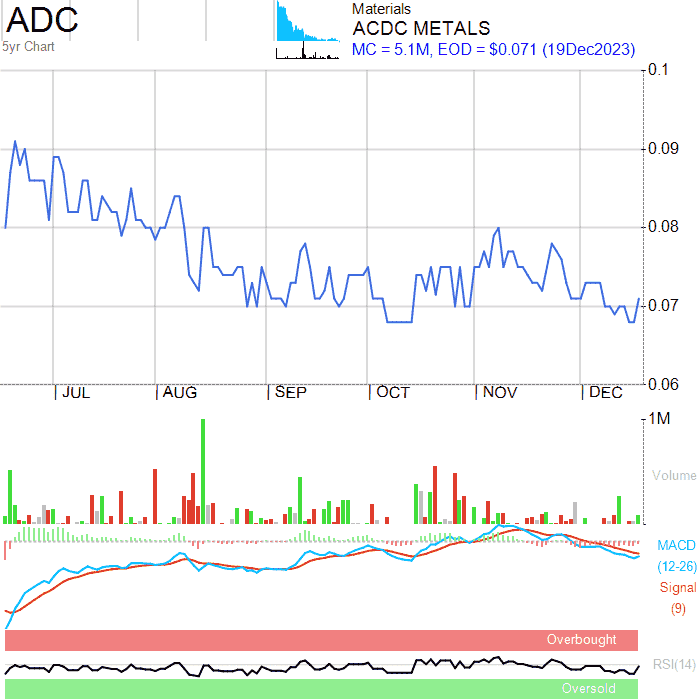 ADC
5yr Chart
Materials
ACDC METALS
MC = 5.1M, EOD = $0.071 (19Dec2023)
0.1
0.09
0.08
0.07
0.06
JUL AUG SEP OCT NOV DEC
1M
Volume
MACD
(12-26)
Signal
(9)
Overbought
RSI(14)
Oversold